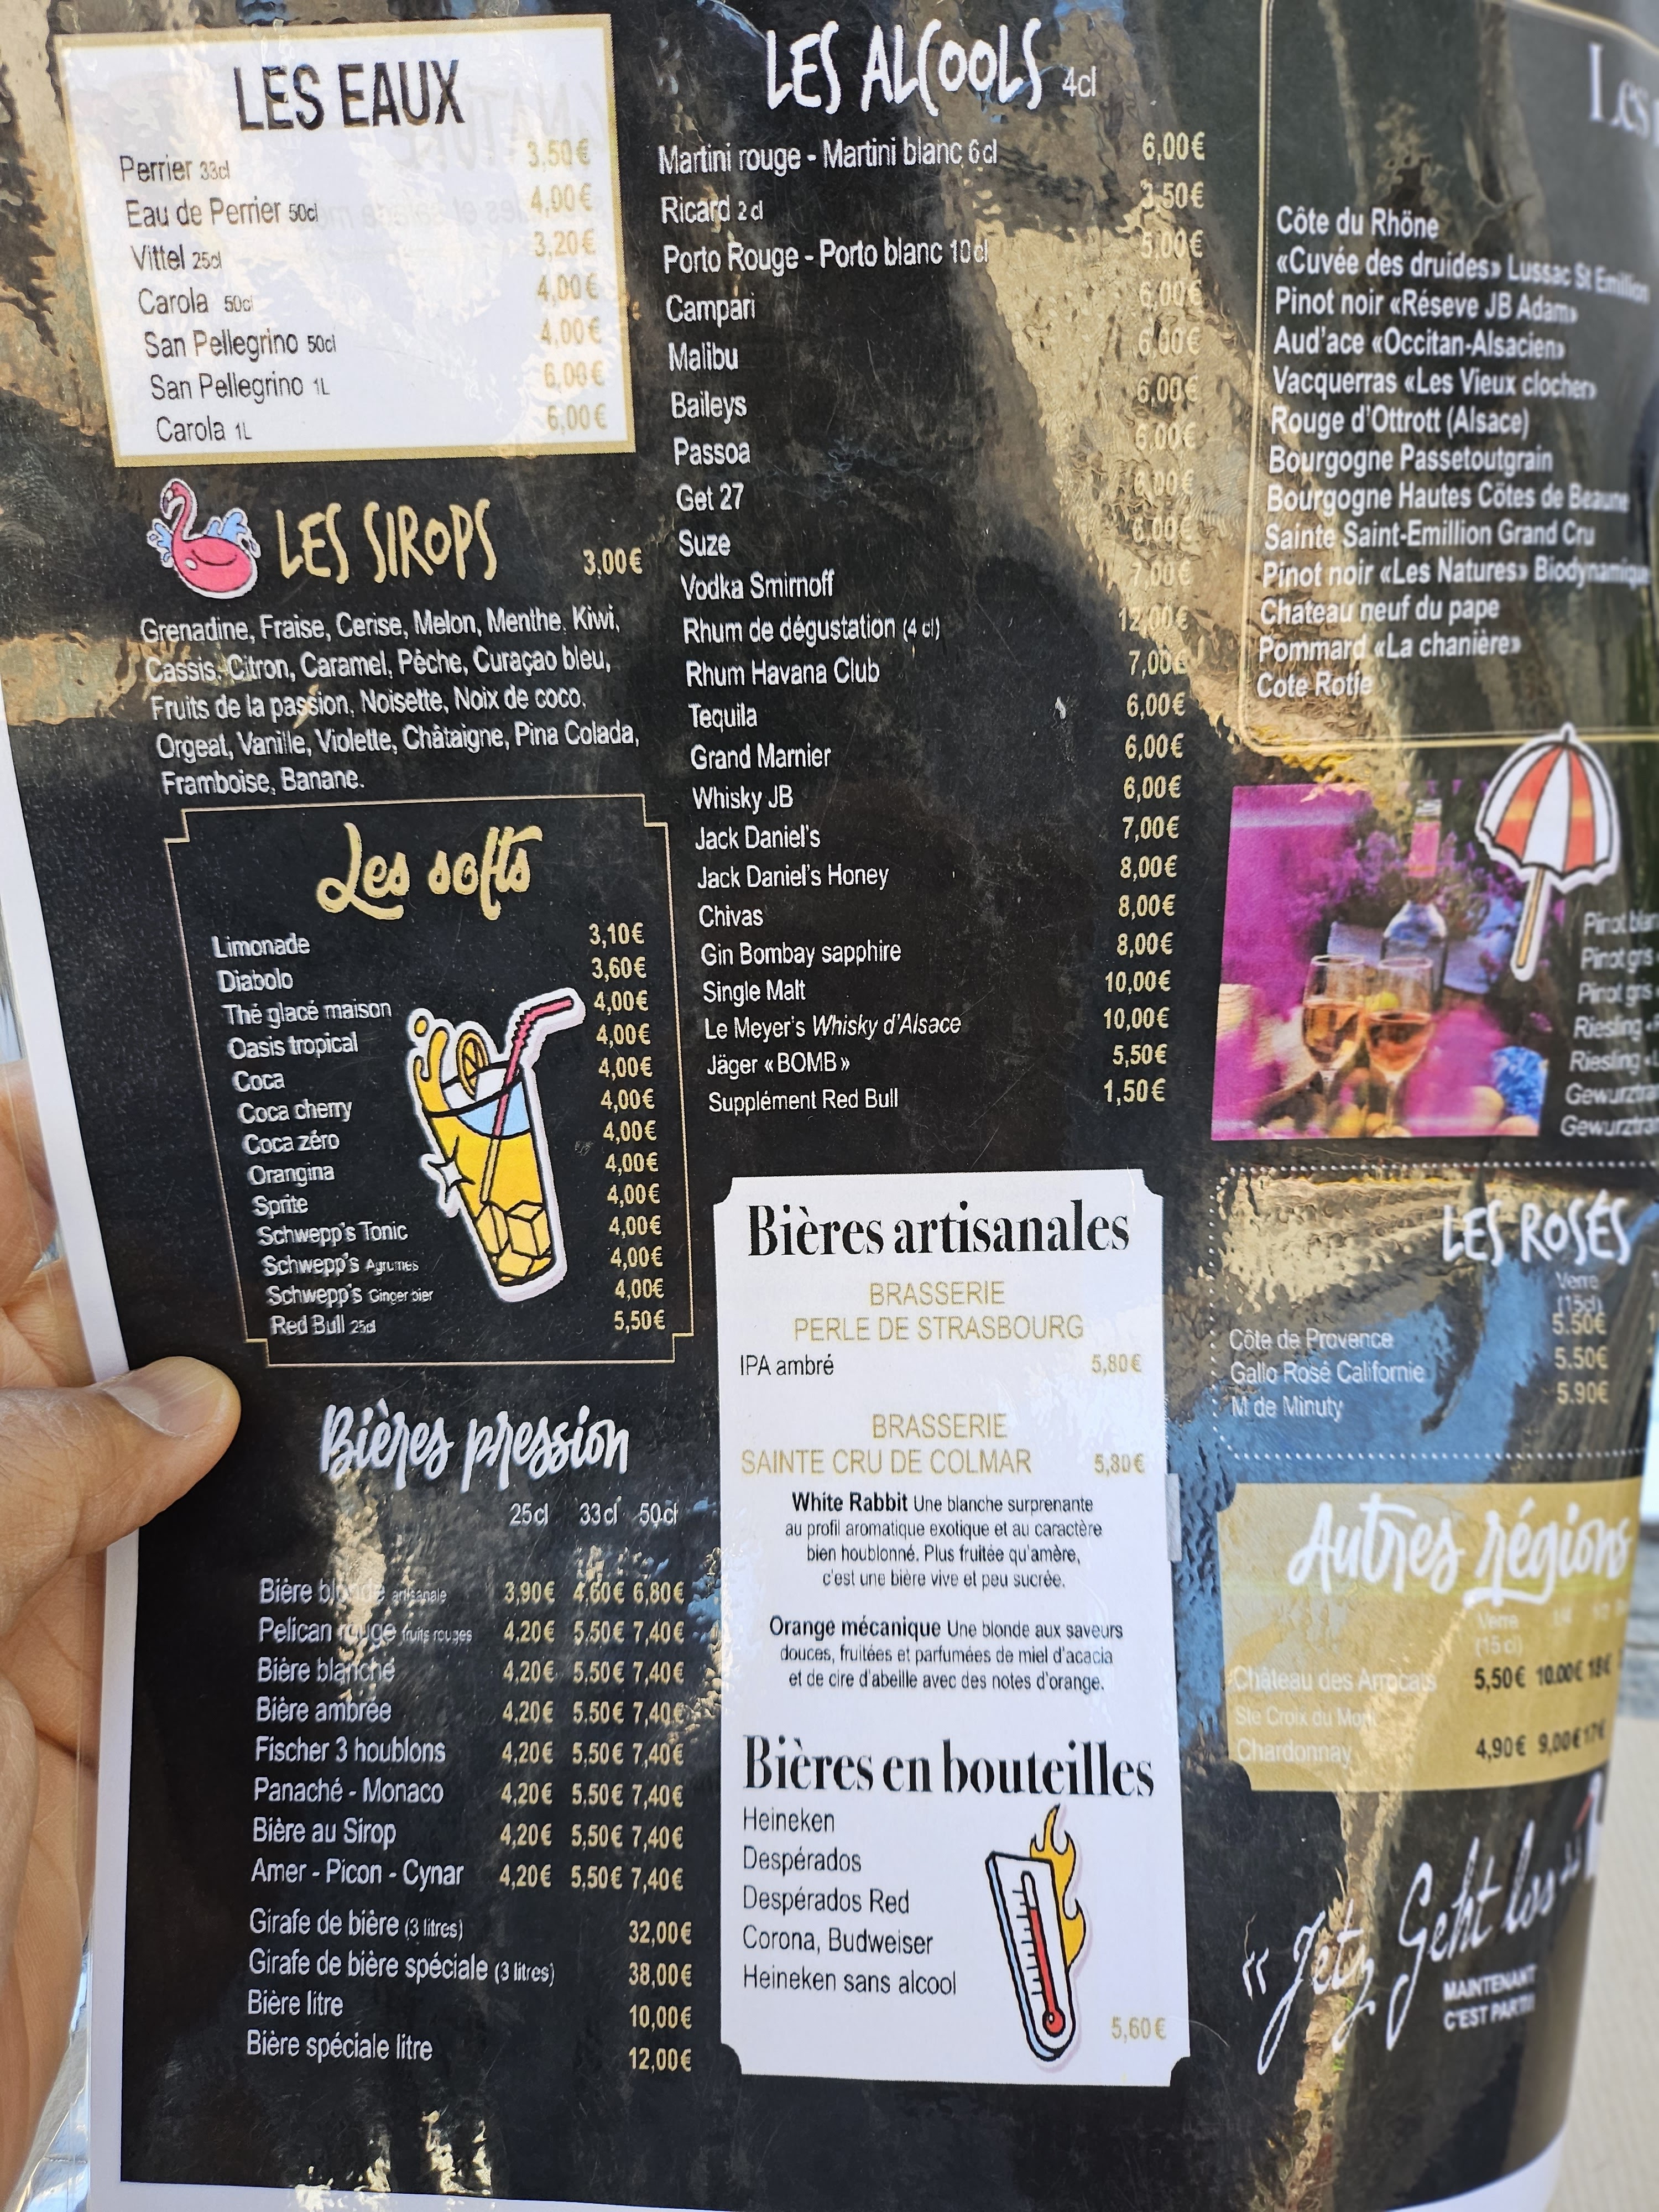 LES EAUX
Perrier 33cl 3,50€
Eau de Perrier 50cl 4,00€
Vittel 25cl 3,20€
Carola 50cl 4,00€
San Pellegrino 50cl 4,00€
San Pellegrino 1L 6,00€
Carola 1L 6,00€
LES SIROPS 3,00€
Grenadine, Fraise, Cerise, Melon, Menthe, Kiwi,
Cassis, Citron, Caramel, Pêche, Curaçao bleu,
Fruits de la passion, Noisette, Noix de coco,
Orgeat, Vanille, Violette, Châtaigne, Pina Colada,
Framboise, Banane.
Les softs
Limonade 3,10€
Diabolo 3,60€
Thé glacé maison 4,00€
Oasis tropical 4,00€
Coca 4,00€
Coca cherry 4,00€
Coca zéro 4,00€
Orangina 4,00€
Sprite 4,00€
Schwepp's Tonic 4,00€
Schwepp's Agrumes 4,00€
Schwepp's Ginger bier 4,00€
Red Bull 25cl 5,50€
Bières pression
25cl 33cl 50cl
Bière blonde artisanale 3,90€ 4,60€ 6,80€
Pelican rouge fruits rouges 4,20€ 5,50€ 7,40€
Bière blanche 4,20€ 5,50€ 7,40€
Bière ambrée 4,20€ 5,50€ 7,40€
Fischer 3 houblons 4,20€ 5,50€ 7,40€
Panaché - Monaco 4,20€ 5,50€ 7,40€
Bière au Sirop 4,20€ 5,50€ 7,40€
Amer - Picon - Cynar 4,20€ 5,50€ 7,40€
Girafe de bière (3 litres) 32,00€
Girafe de bière spéciale (3 litres) 38,00€
Bière litre 10,00€
Bière spéciale litre 12,00€
LES ALCOOLS 4cl
Martini rouge - Martini blanc 6cl 6,00€
Ricard 2 cl 3,50€
Porto Rouge - Porto blanc 10 cl 5,00€
Campari 6,00€
Malibu 6,00€
Baileys 6,00€
Passoa 6,00€
Get 27 6,00€
Suze 6,00€
Vodka Smirnoff 7,00€
Rhum de dégustation (4 cl) 12,00€
Rhum Havana Club 7,00€
Tequila 6,00€
Grand Marnier 6,00€
Whisky JB 6,00€
Jack Daniel's 7,00€
Jack Daniel's Honey 8,00€
Chivas 8,00€
Gin Bombay sapphire 8,00€
Single Malt 10,00€
Le Meyer's Whisky d'Alsace 10,00€
Jäger « BOMB » 5,50€
Supplément Red Bull 1,50€
Bières artisanales
BRASSERIE
PERLE DE STRASBOURG
IPA ambré 5,80€
BRASSERIE
SAINTE CRU DE COLMAR 5,80€
White Rabbit Une blanche surprenante
au profil aromatique exotique et au caractère
bien houblonné. Plus fruitée qu'amère,
c'est une bière vive et peu sucrée.
Orange mécanique Une blonde aux saveurs
douces, fruitées et parfumées de miel d'acacia
et de cire d'abeille avec des notes d'orange.
Bières en bouteilles
Heineken
Despérados
Despérados Red
Corona, Budweiser
Heineken sans alcool
5,60€
Les
Côte du Rhône
«Cuvée des druides» Lussac St Emillion
Pinot noir «Réseve JB Adam»
Aud'ace «Occitan-Alsacien»
Vacquerras «Les Vieux clocher»
Rouge d'Ottrott (Alsace)
Bourgogne Passetoutgrain
Bourgogne Hautes Côtes de Beaune
Sainte Saint-Emillion Grand Cru
Pinot noir «Les Natures» Biodynamique
Chateau neuf du pape
Pommard «La chanière»
Cote Rotie
Pinot
Pinot gris
Pinot gris
Riesling
Riesling
LES ROSÉS
Verre
(15cl)
Côte de Provence 5.50€
Gallo Rosé Californie 5.50€
M de Minuty 5.90€
Autres régions
Verre
(15 cl)
Château des Arrocats 5,50€ 10.00€ 18€
Ste Croix du Mont
Chardonnay 4,90€ 9,00€ 17€
« Jetz Geht los »
MAINTENANT
C'EST PARTI